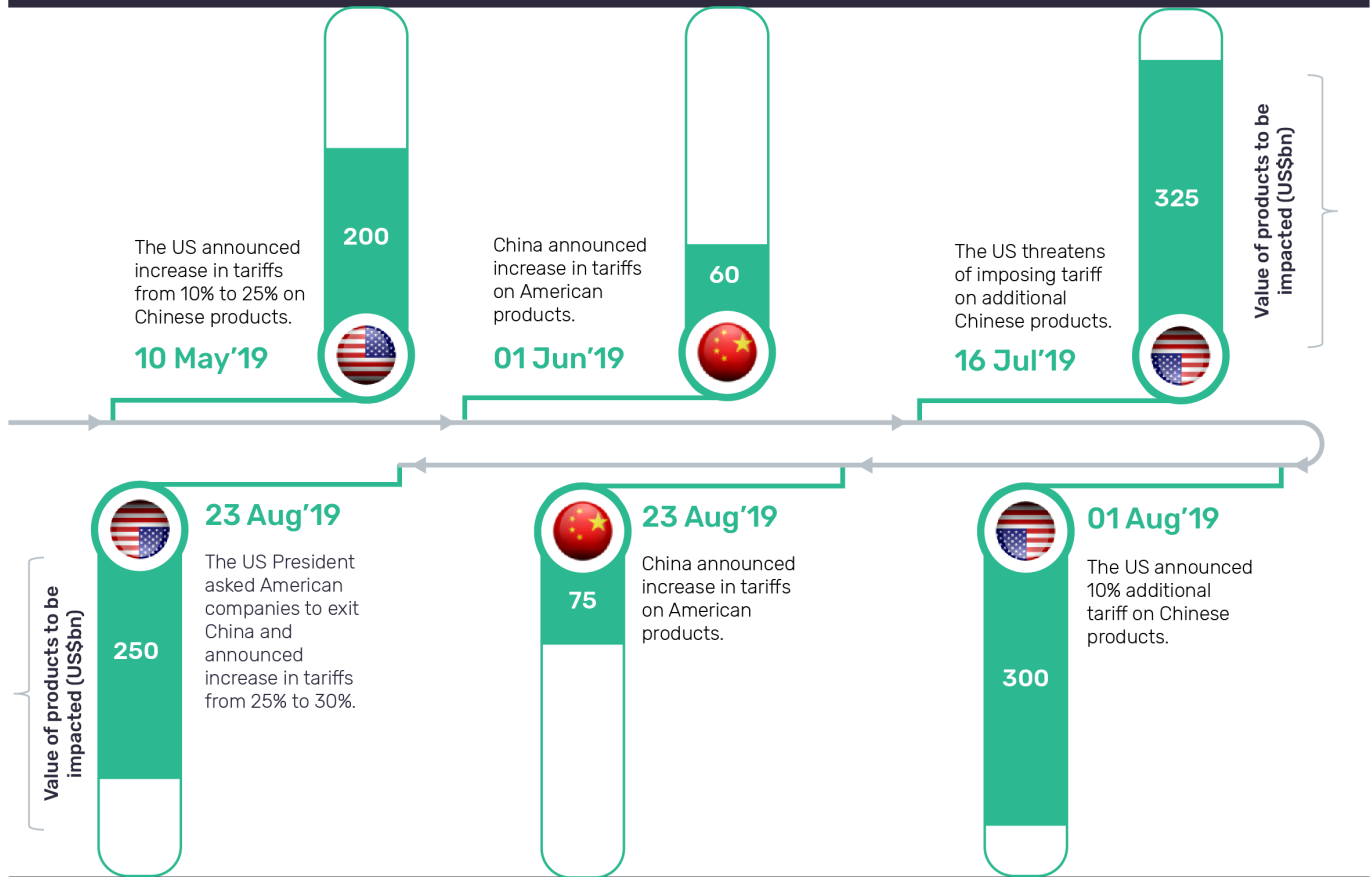 200
The US announced
increase in tariffs
from 10% to 25% on
Chinese products.
10 May’19
60
China announced
increase in tariffs
on American
products.
01 Jun’19
325
The US threatens
of imposing tariff
on additional
Chinese products.
16 Jul’19
Value of products to be
impacted (US$bn)
01 Aug’19
The US announced
10% additional
tariff on Chinese
products.
300
23 Aug’19
China announced
increase in tariffs
on American
products.
75
23 Aug’19
The US President
asked American
companies to exit
China and
announced
increase in tariffs
from 25% to 30%.
250
Value of products to be
impacted (US$bn)